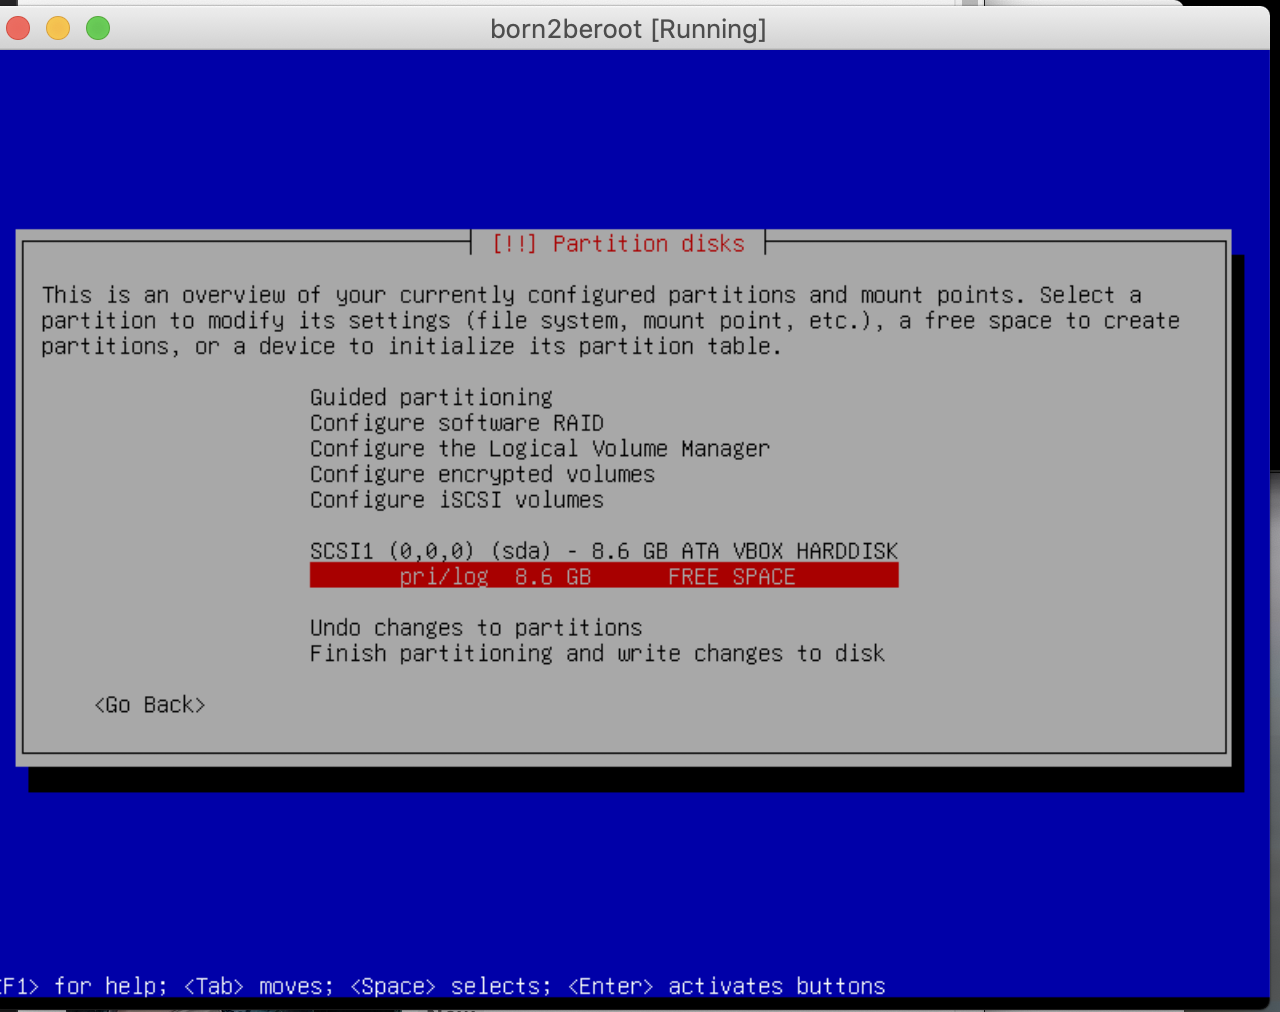 born2beroot [Running]
[!!] Partition disks
This is an overview of your currently configured partitions and mount points. Select a
partition to modify its settings (file system, mount point, etc.), a free space to create
partitions, or a device to initialize its partition table.
Guided partitioning
Configure software RAID
Configure the Logical Volume Manager
Configure encrypted volumes
Configure iSCSI volumes
SCSI1 (0,0,0) (sda) - 8.6 GB ATA VBOX HARDDISK
pri/log 8.6 GB FREE SPACE
Undo changes to partitions
Finish partitioning and write changes to disk
<Go Back>
<F1> for help; <Tab> moves; <Space> selects; <Enter> activates buttons